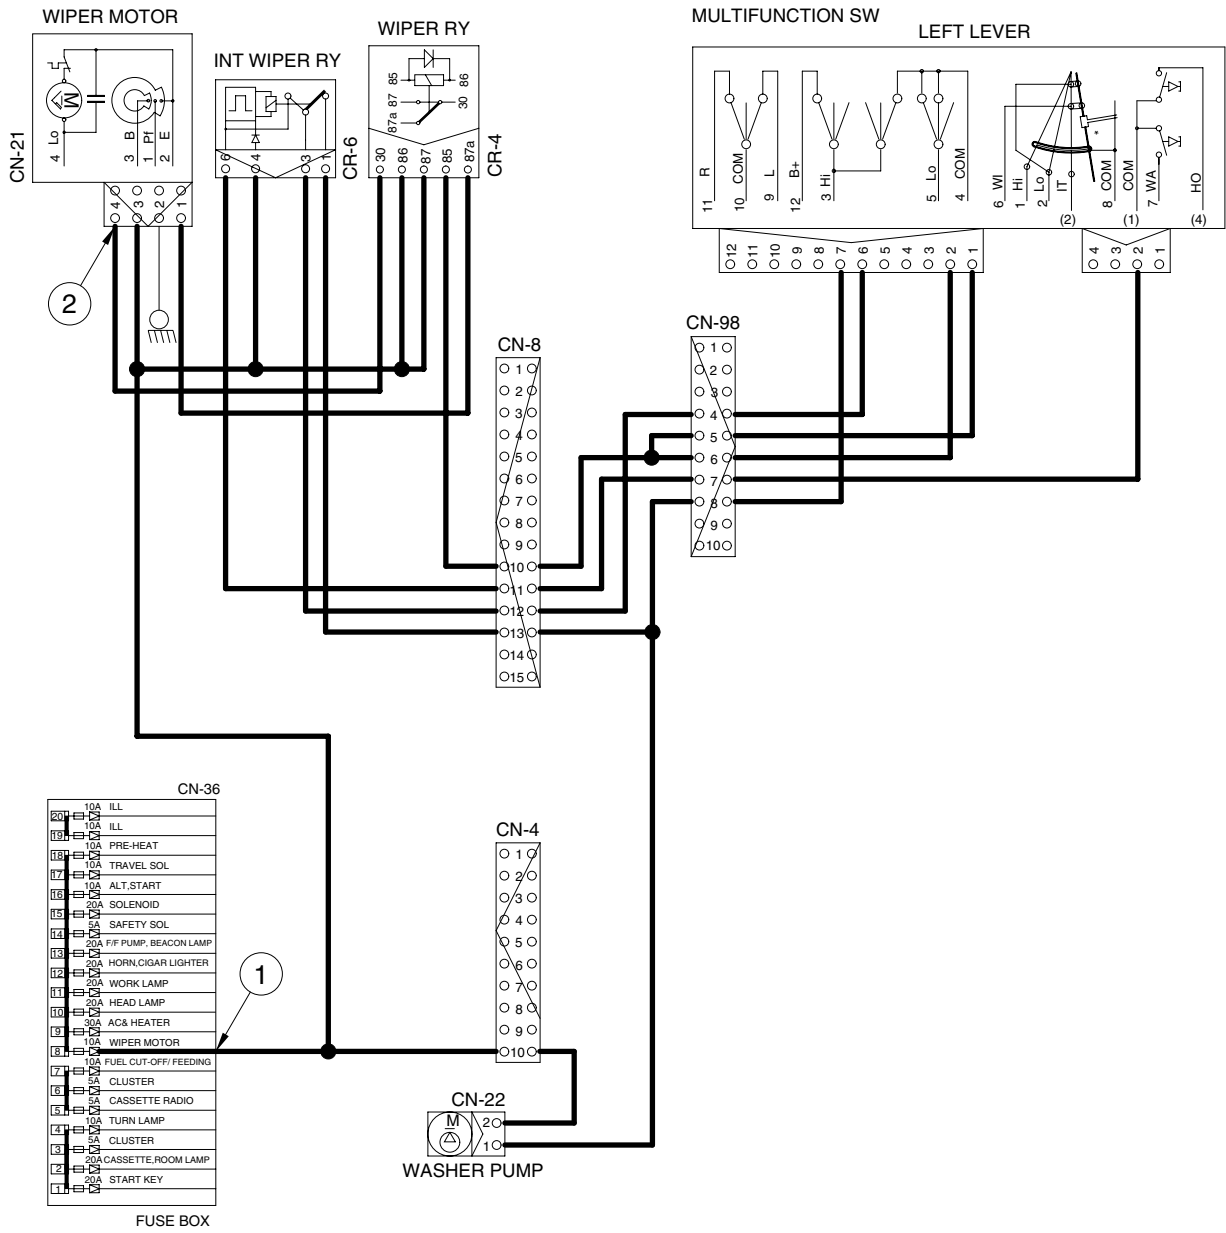 WIPER MOTOR
CN-21
4 Lo
3 B
1 Pf
2 E
M
4 3 2 1
2
INT WIPER RY
6 4 3 1
CR-6
WIPER RY
85 86
87 30
87a
30 86 87 85 87a
CR-4
MULTIFUNCTION SW
LEFT LEVER
11 R
10 COM
9 L
12 B+
3 Hi
5 Lo
4 COM
6 WI
1 Hi
2 Lo
IT
(2)
*
8 COM
COM
(1)
7 WA
HO
(4)
12 11 10 9 8 7 6 5 4 3 2 1
4 3 2 1
CN-8
1
2
3
4
5
6
7
8
9
10
11
12
13
14
15
CN-98
1
2
3
4
5
6
7
8
9
10
CN-36
20 10A ILL
19 10A ILL
18 10A PRE-HEAT
17 10A TRAVEL SOL
16 10A ALT,START
15 20A SOLENOID
14 5A SAFETY SOL
13 20A F/F PUMP, BEACON LAMP
12 20A HORN,CIGAR LIGHTER
11 20A WORK LAMP
10 20A HEAD LAMP
9 30A AC& HEATER
8 10A WIPER MOTOR
7 10A FUEL CUT-OFF/ FEEDING
6 5A CLUSTER
5 5A CASSETTE RADIO
4 10A TURN LAMP
3 5A CLUSTER
2 20A CASSETTE,ROOM LAMP
1 20A START KEY
FUSE BOX
1
CN-4
1
2
3
4
5
6
7
8
9
10
CN-22
M
2
1
WASHER PUMP